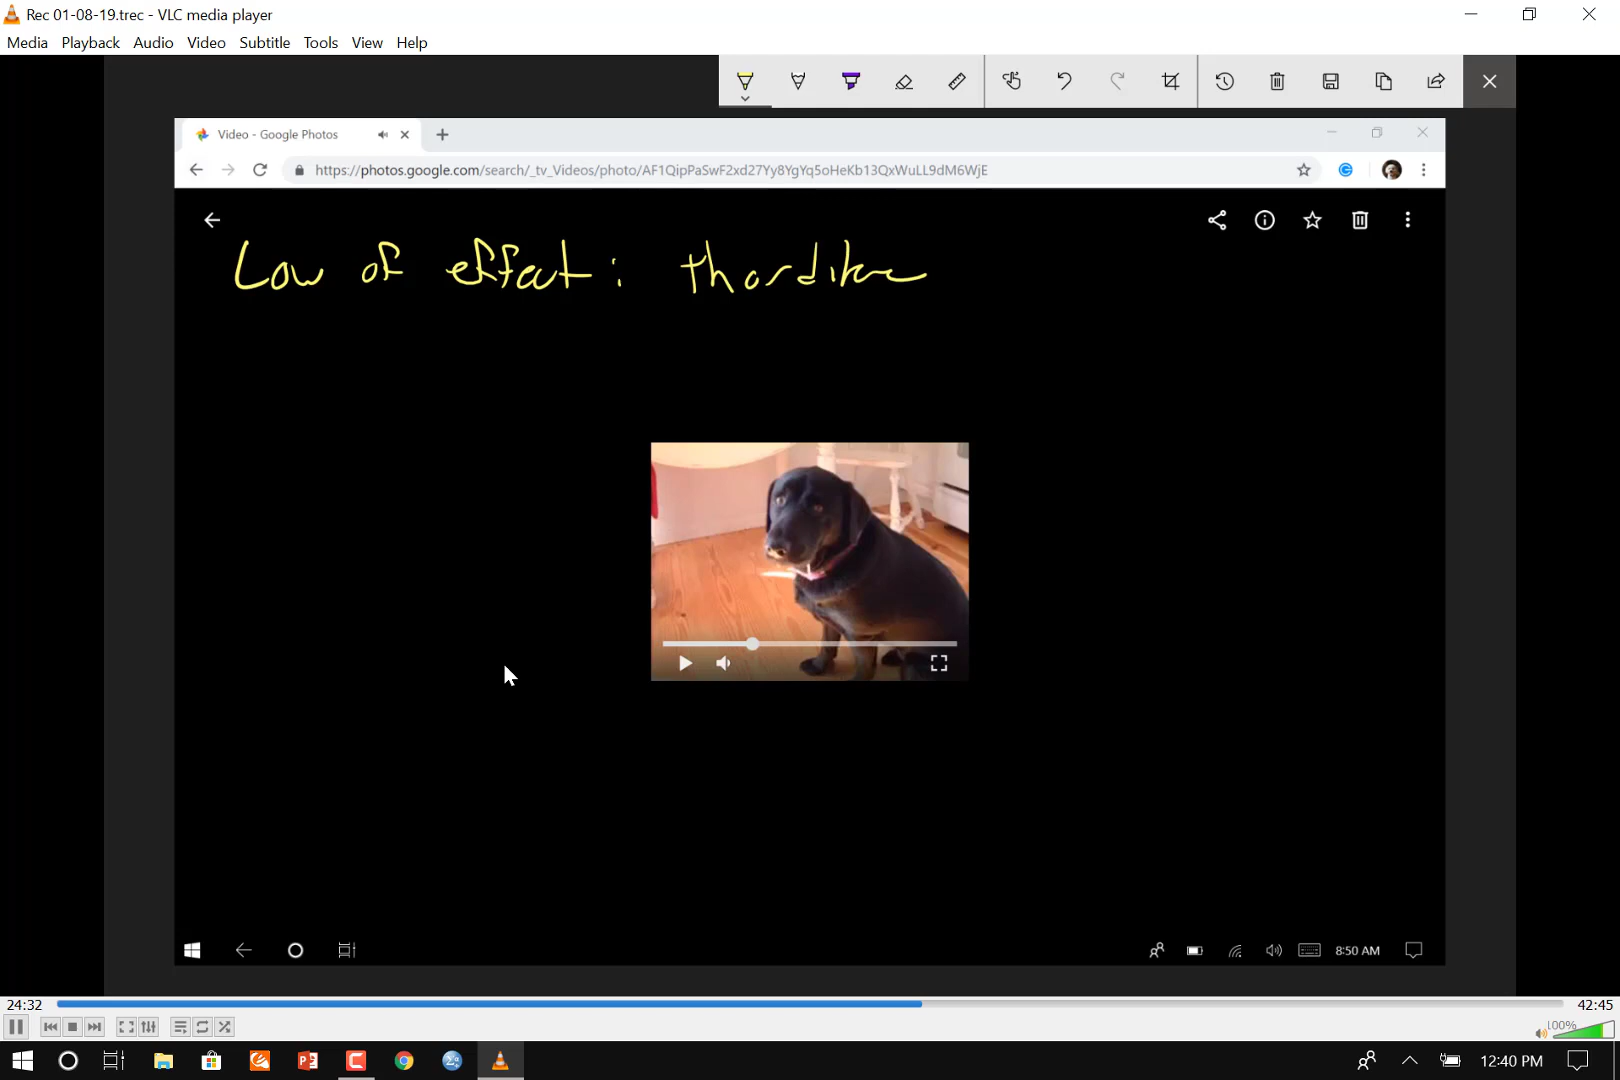 Rec 01-08-19.trec - VLC media player
Media Playback Audio Video Subtitle Tools View Help
Video - Google Photos
https://photos.google.com/search/_tv_Videos/photo/AF1QipPaSwF2xd27Yy8YgYq5oHeKb13QxWuLL9dM6WjE
Law of effect: thordike
8:50 AM
24:32
42:45
100%
12:40 PM